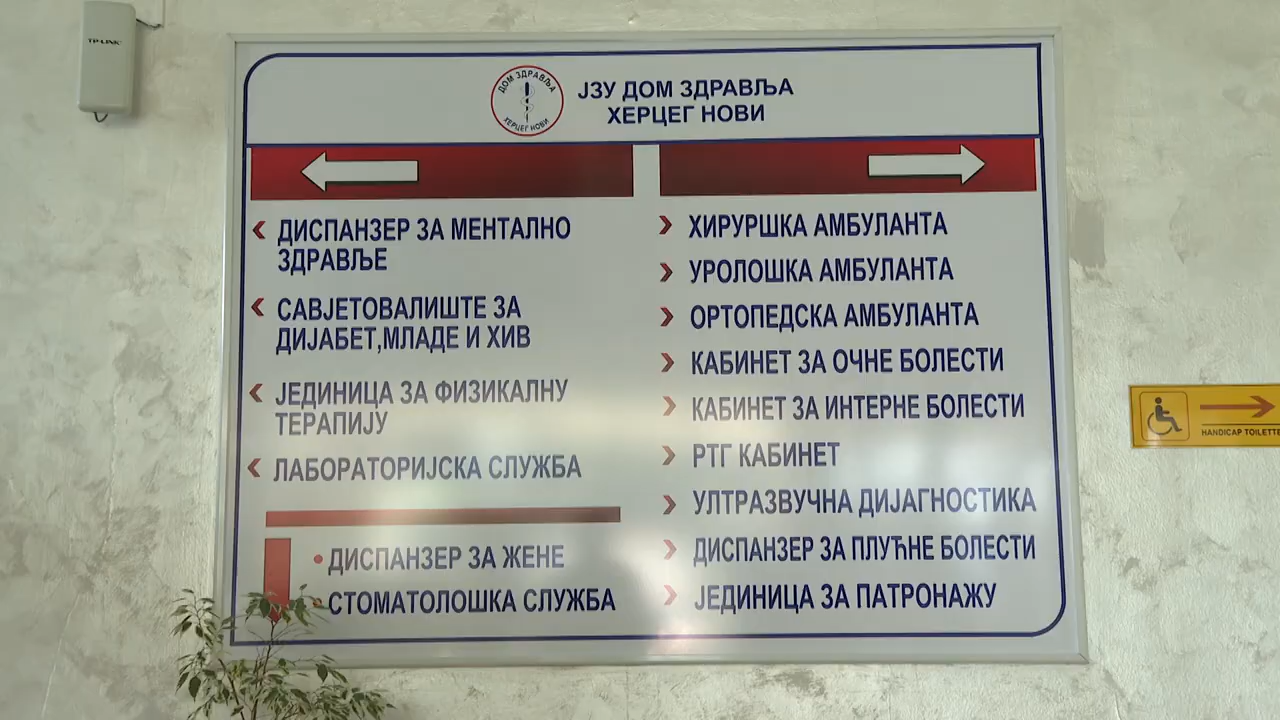 TP-LINK
ДОМ ЗДРАВЉА
ХЕРЦЕГ НОВИ
ЈЗУ ДОМ ЗДРАВЉА
ХЕРЦЕГ НОВИ
ДИСПАНЗЕР ЗА МЕНТАЛНО
ЗДРАВЉЕ
САВЈЕТОВАЛИШТЕ ЗА
ДИЈАБЕТ,МЛАДЕ И ХИВ
ЈЕДИНИЦА ЗА ФИЗИКАЛНУ
ТЕРАПИЈУ
ЛАБОРАТОРИЈСКА СЛУЖБА
ДИСПАНЗЕР ЗА ЖЕНЕ
СТОМАТОЛОШКА СЛУЖБА
ХИРУРШКА АМБУЛАНТА
УРОЛОШКА АМБУЛАНТА
ОРТОПЕДСКА АМБУЛАНТА
КАБИНЕТ ЗА ОЧНЕ БОЛЕСТИ
КАБИНЕТ ЗА ИНТЕРНЕ БОЛЕСТИ
РТГ КАБИНЕТ
УЛТРАЗВУЧНА ДИЈАГНОСТИКА
ДИСПАНЗЕР ЗА ПЛУЋНЕ БОЛЕСТИ
ЈЕДИНИЦА ЗА ПАТРОНАЖУ
HANDICAP TOILETTE